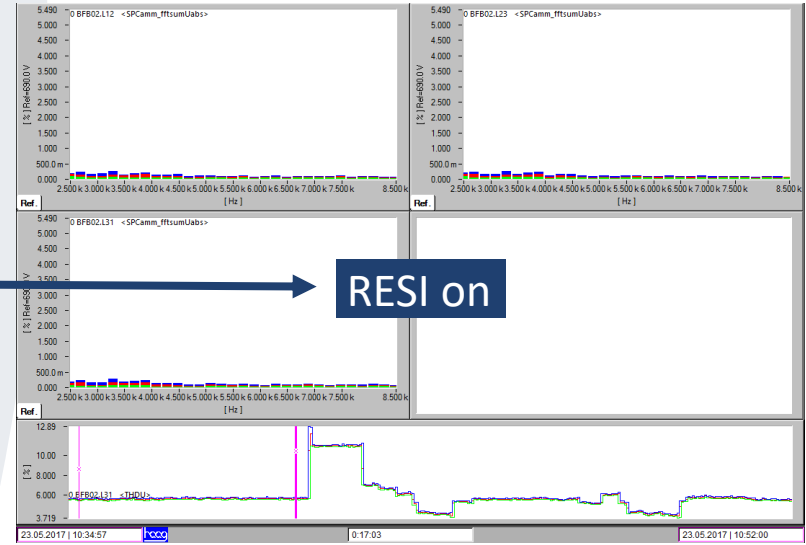 5.490
0 BFB02.L12 <SPCamm_fftsumUabs>
4.500
4.000
3.500
3.000
2.500
2.000
1.500
1.000
500.0 m
0.000
[ % ] Ref=690.0 V
2.500 k 3.000 k 3.500 k 4.000 k 4.500 k 5.000 k 5.500 k 6.000 k 6.500 k 7.000 k 7.500 k 8.500 k
[ Hz ]
Ref.
5.490
0 BFB02.L23 <SPCamm_fftsumUabs>
4.500
4.000
3.500
3.000
2.500
2.000
1.500
1.000
500.0 m
0.000
[ % ] Ref=690.0 V
2.500 k 3.000 k 3.500 k 4.000 k 4.500 k 5.000 k 5.500 k 6.000 k 6.500 k 7.000 k 7.500 k 8.500 k
[ Hz ]
Ref.
5.490
0 BFB02.L31 <SPCamm_fftsumUabs>
4.500
4.000
3.500
3.000
2.500
2.000
1.500
1.000
500.0 m
0.000
[ % ] Ref=690.0 V
2.500 k 3.000 k 3.500 k 4.000 k 4.500 k 5.000 k 5.500 k 6.000 k 6.500 k 7.000 k 7.500 k 8.500 k
[ Hz ]
Ref.
RESI on
12.89
10.00
8.000
6.000
3.719
[ % ]
0 BFB02.L31 <THDU>
23.05.2017 | 10:34:57
0:17:03
23.05.2017 | 10:52:00